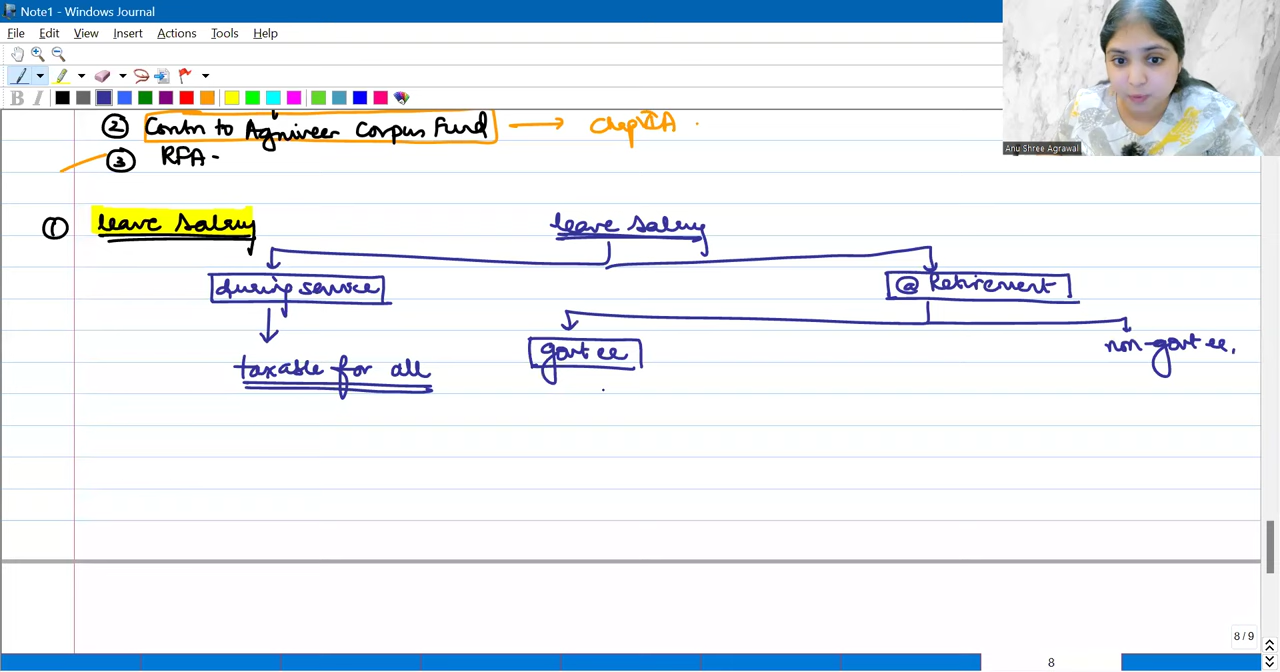 Note1 - Windows Journal
File Edit View Insert Actions Tools Help
B I
② Contn to Agniveer Corpus Fund → chap VIA
③ RFA -
Anu Shree Agrawal
① leave salary
leave salary
during service
@ Retirement
govt ee
non-govt ee.
taxable for all
8 / 9
8